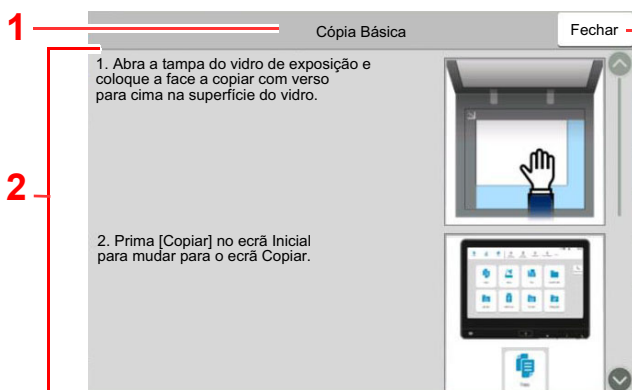 1
Cópia Básica
Fechar
2
1. Abra a tampa do vidro de exposição e
coloque a face a copiar com verso
para cima na superfície do vidro.
2. Prima [Copiar] no ecrã Inicial
para mudar para o ecrã Copiar.